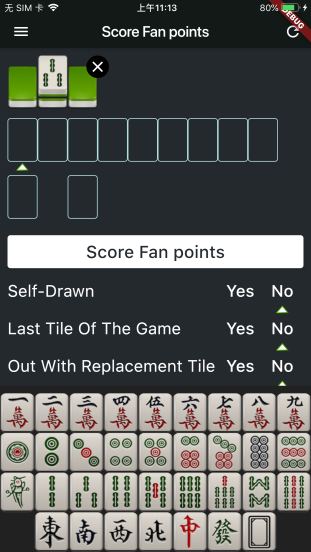 无 SIM 卡 上午11:13 80%
DEBUG
Score Fan points
Score Fan points
Self-Drawn Yes No
Last Tile Of The Game Yes No
Out With Replacement Tile Yes No
一萬 二萬 三萬 四萬 伍萬 六萬 七萬 八萬 九萬
東 南 西 北 中 發